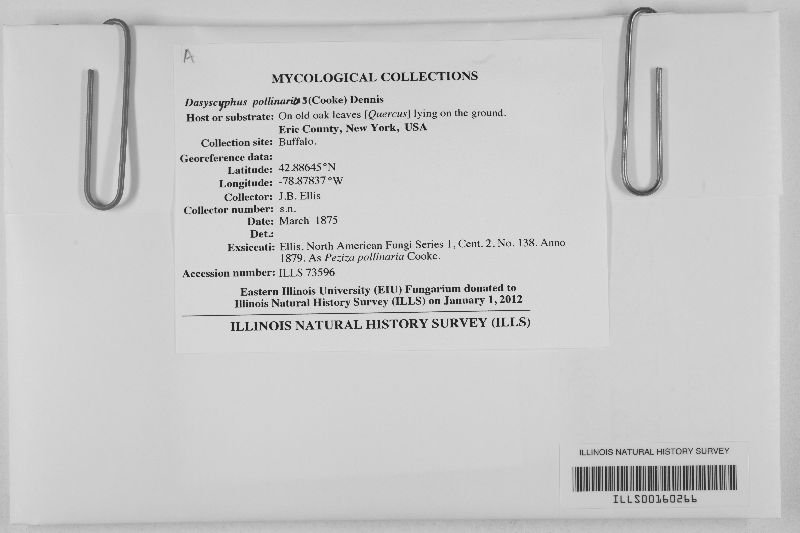 A
MYCOLOGICAL COLLECTIONS
Dasyscyphus pollinaris (Cooke) Dennis
Host or substrate: On old oak leaves [Quercus] lying on the ground.
Erie County, New York, USA
Collection site: Buffalo.
Georeference data:
Latitude: 42.88645°N
Longitude: -78.87837°W
Collector: J.B. Ellis
Collector number: s.n.
Date: March 1875
Det.:
Exsiccati: Ellis. North American Fungi Series 1, Cent. 2. No. 138. Anno
1879. As Peziza pollinaria Cooke.
Accession number: ILLS 73596
Eastern Illinois University (EIU) Fungarium donated to
Illinois Natural History Survey (ILLS) on January 1, 2012
ILLINOIS NATURAL HISTORY SURVEY (ILLS)
ILLINOIS NATURAL HISTORY SURVEY
ILLS00160266